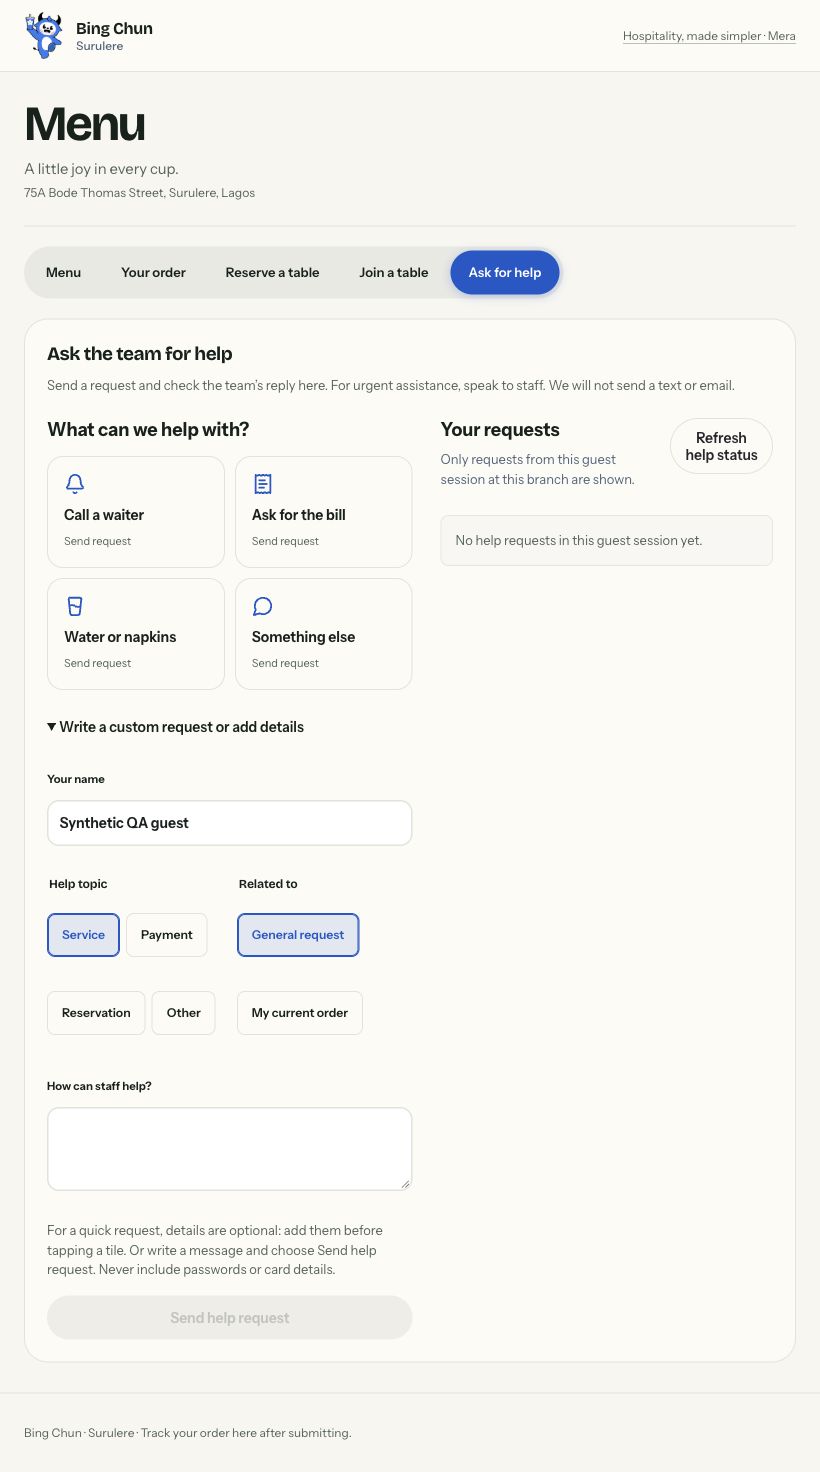 Bing Chun
Surulere
Hospitality, made simpler · Mera
Menu
A little joy in every cup.
75A Bode Thomas Street, Surulere, Lagos
Menu
Your order
Reserve a table
Join a table
Ask for help
Ask the team for help
Send a request and check the team's reply here. For urgent assistance, speak to staff. We will not send a text or email.
What can we help with?
Call a waiter
Send request
Ask for the bill
Send request
Water or napkins
Send request
Something else
Send request
Your requests
Only requests from this guest
session at this branch are shown.
Refresh
help status
No help requests in this guest session yet.
Write a custom request or add details
Your name
Synthetic QA guest
Help topic
Service
Payment
Reservation
Other
Related to
General request
My current order
How can staff help?
For a quick request, details are optional: add them before
tapping a tile. Or write a message and choose Send help
request. Never include passwords or card details.
Send help request
Bing Chun · Surulere · Track your order here after submitting.